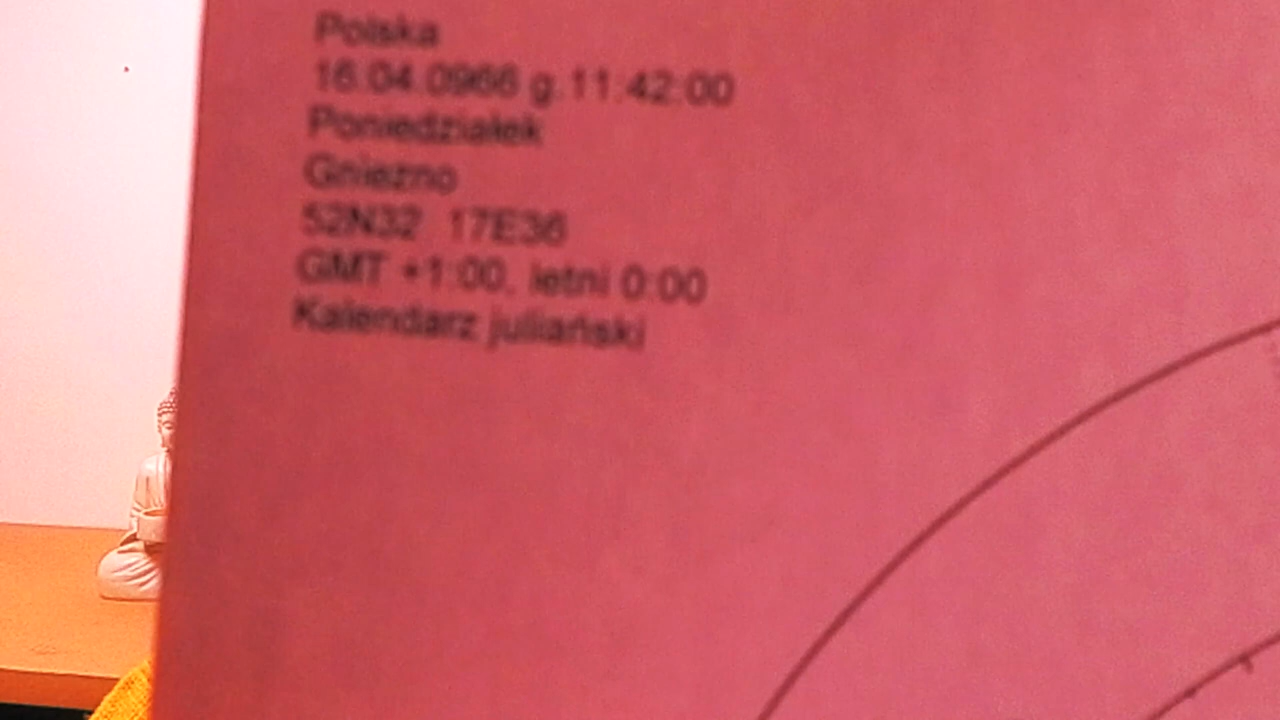 Polska
16.04.0966 g.11:42:00
Poniedziałek
Gniezno
52N32 17E36
GMT +1:00, letni 0:00
Kalendarz juliański